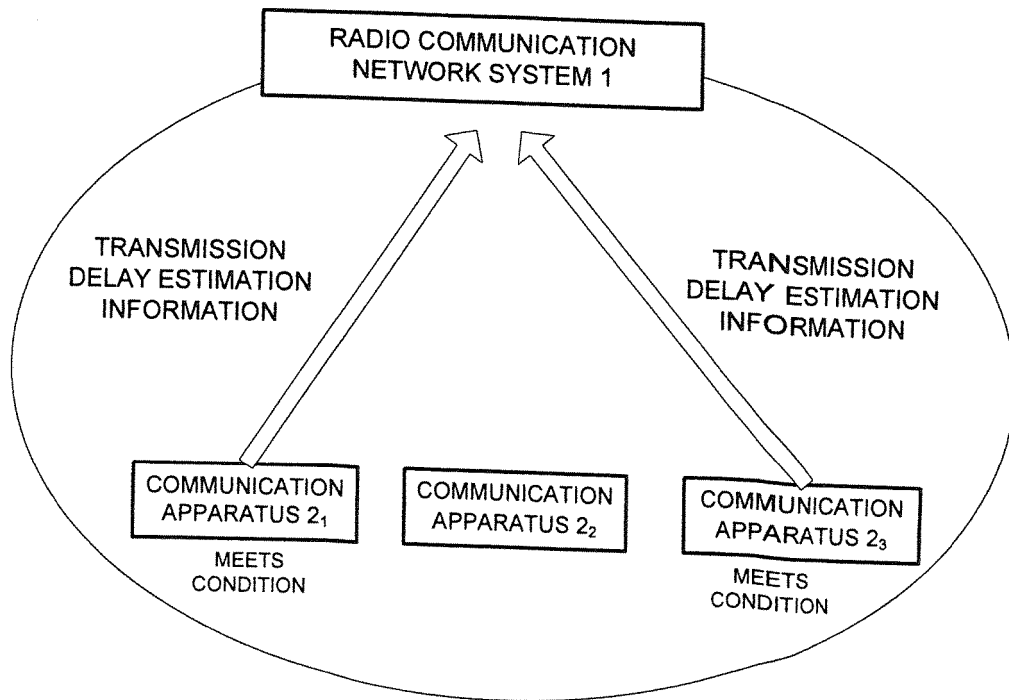 RADIO COMMUNICATION
NETWORK SYSTEM 1
TRANSMISSION
DELAY ESTIMATION
INFORMATION
TRANSMISSION
DELAY ESTIMATION
INFORMATION
COMMUNICATION
APPARATUS 2₁
MEETS
CONDITION
COMMUNICATION
APPARATUS 2₂
COMMUNICATION
APPARATUS 2₃
MEETS
CONDITION